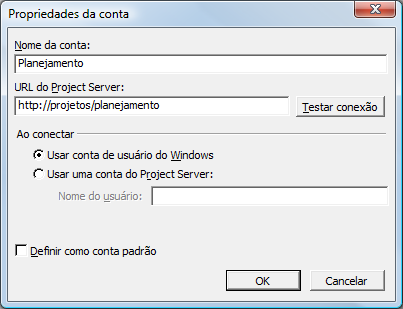 Propriedades da conta
Nome da conta:
Planejamento
URL do Project Server:
http://projetos/planejamento
Testar conexão
Ao conectar
Usar conta de usuário do Windows
Usar uma conta do Project Server:
Nome do usuário:
Definir como conta padrão
OK
Cancelar